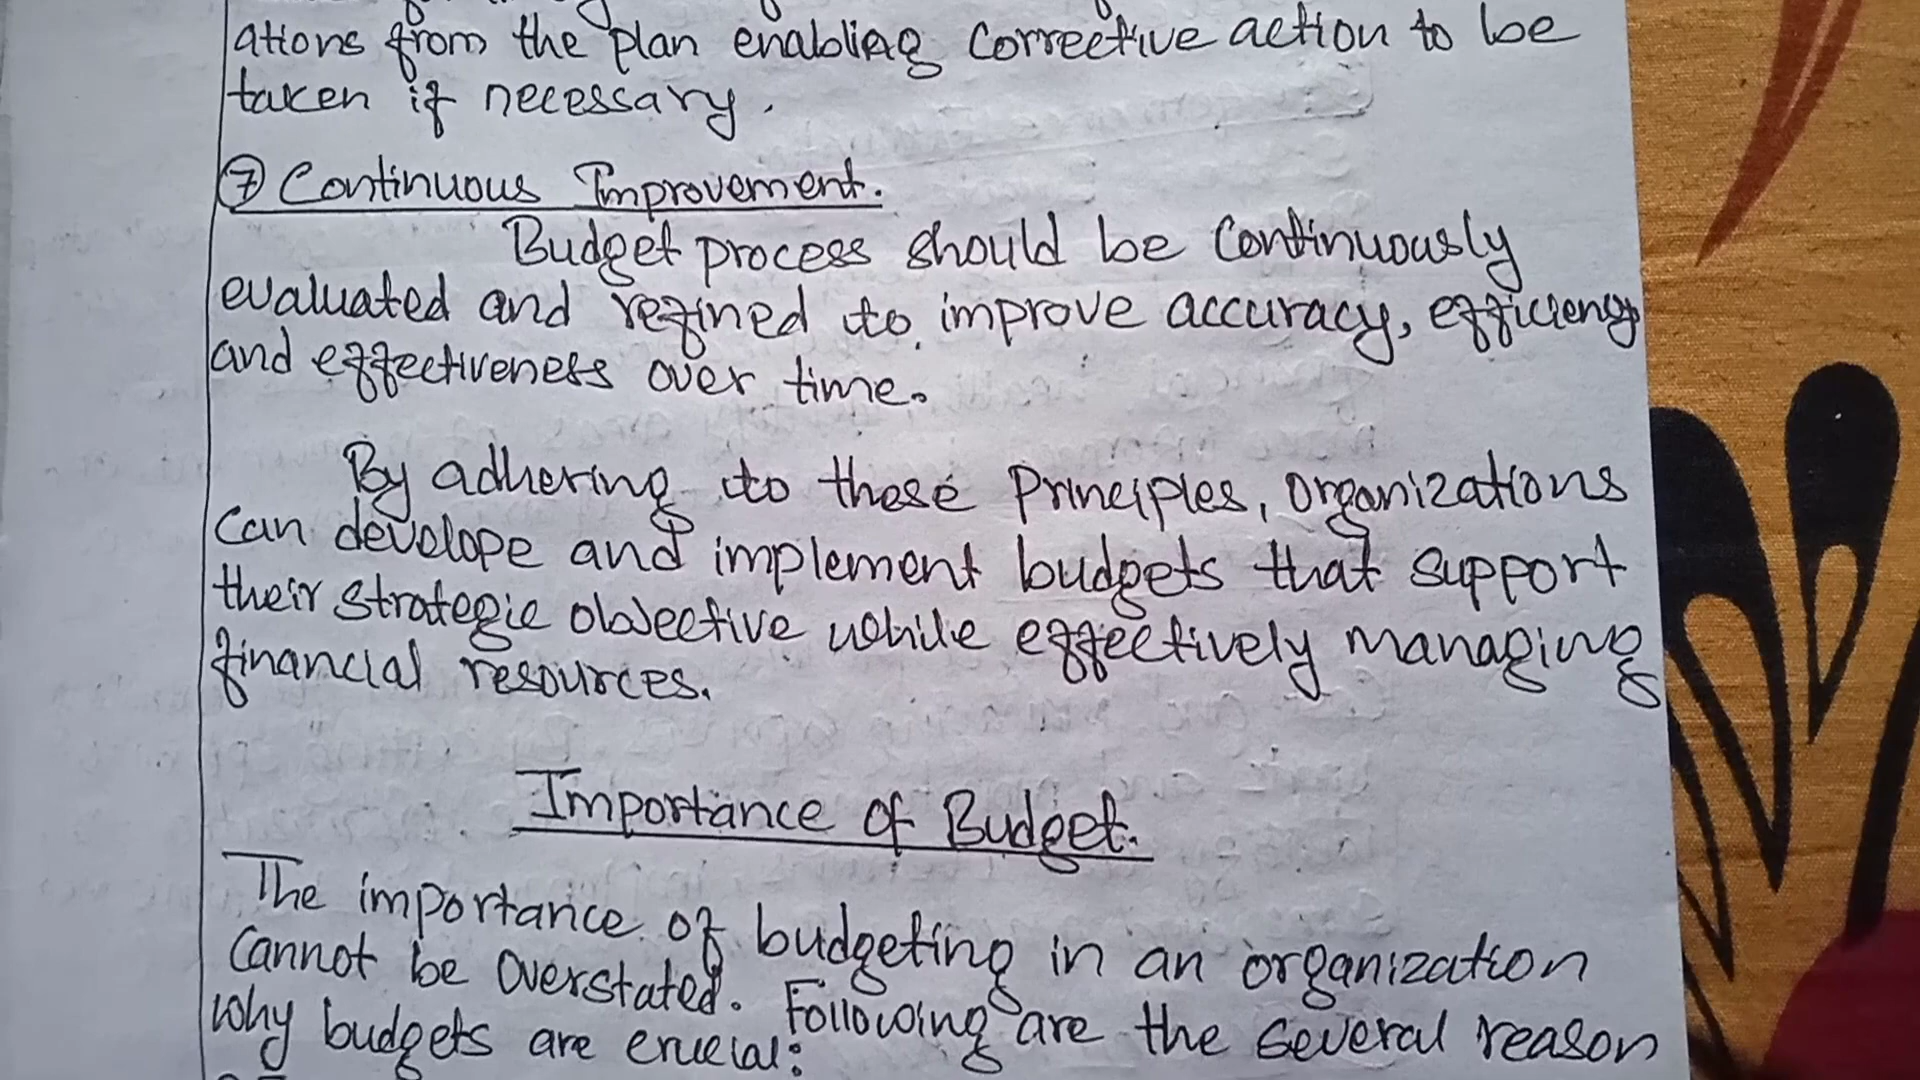 ations from the plan enabling corrective action to be
taken if necessary.
⑦ Continuous Improvement.
Budget process should be continuously
evaluated and refined to improve accuracy, efficiency
and effectiveness over time.
By adhering to these principles, organizations
can develope and implement budgets that support
their strategic objective while effectively managing
financial resources.
Importance of Budget.
The importance of budgeting in an organization
cannot be overstated. Following are the several reason
why budgets are crucial: